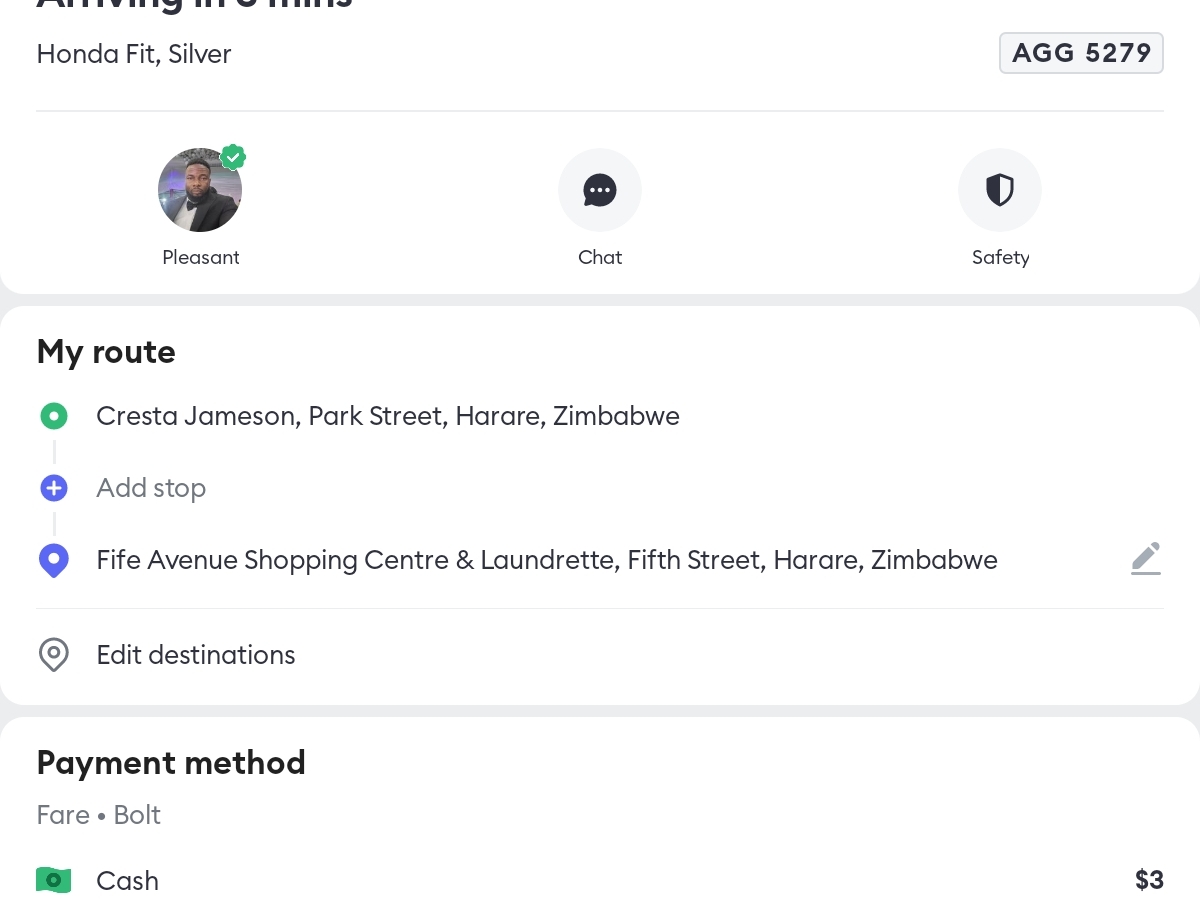 Arriving in 3 mins
Honda Fit, Silver
AGG 5279
Pleasant
Chat
Safety
My route
Cresta Jameson, Park Street, Harare, Zimbabwe
Add stop
Fife Avenue Shopping Centre & Laundrette, Fifth Street, Harare, Zimbabwe
Edit destinations
Payment method
Fare • Bolt
Cash
$3